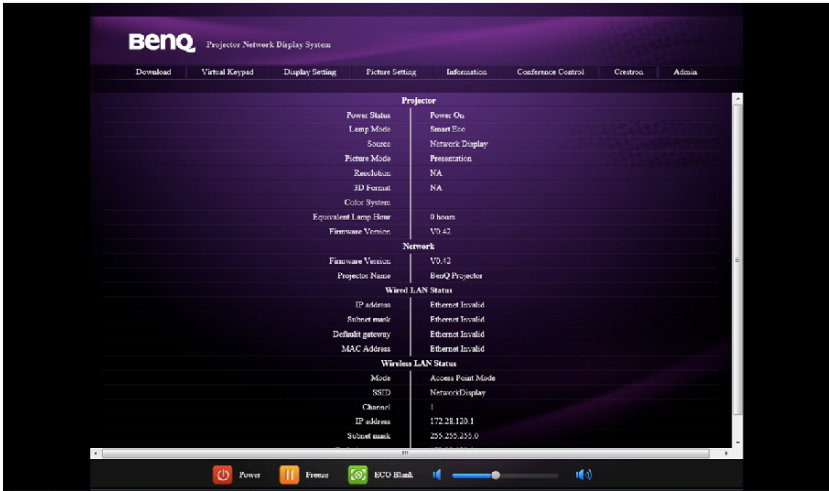 BenQ Projector Network Display System
Download Virtual Keypad Display Setting Picture Setting Information Conference Control Crestron Admin
Projector
Power Status Power On
Lamp Mode Smart Eco
Source Network Display
Picture Mode Presentation
Resolution NA
3D Format NA
Color System
Equivalent Lamp Hour 0 hours
Firmware Version V0.42
Network
Firmware Version V0.42
Projector Name BenQ Projector
Wired LAN Status
IP address Ethernet Invalid
Subnet mask Ethernet Invalid
Default gateway Ethernet Invalid
MAC Address Ethernet Invalid
Wireless LAN Status
Mode Access Point Mode
SSID NetworkDisplay
Channel 1
IP address 172.28.120.1
Subnet mask 255.255.255.0
Power Freeze ECO Blank